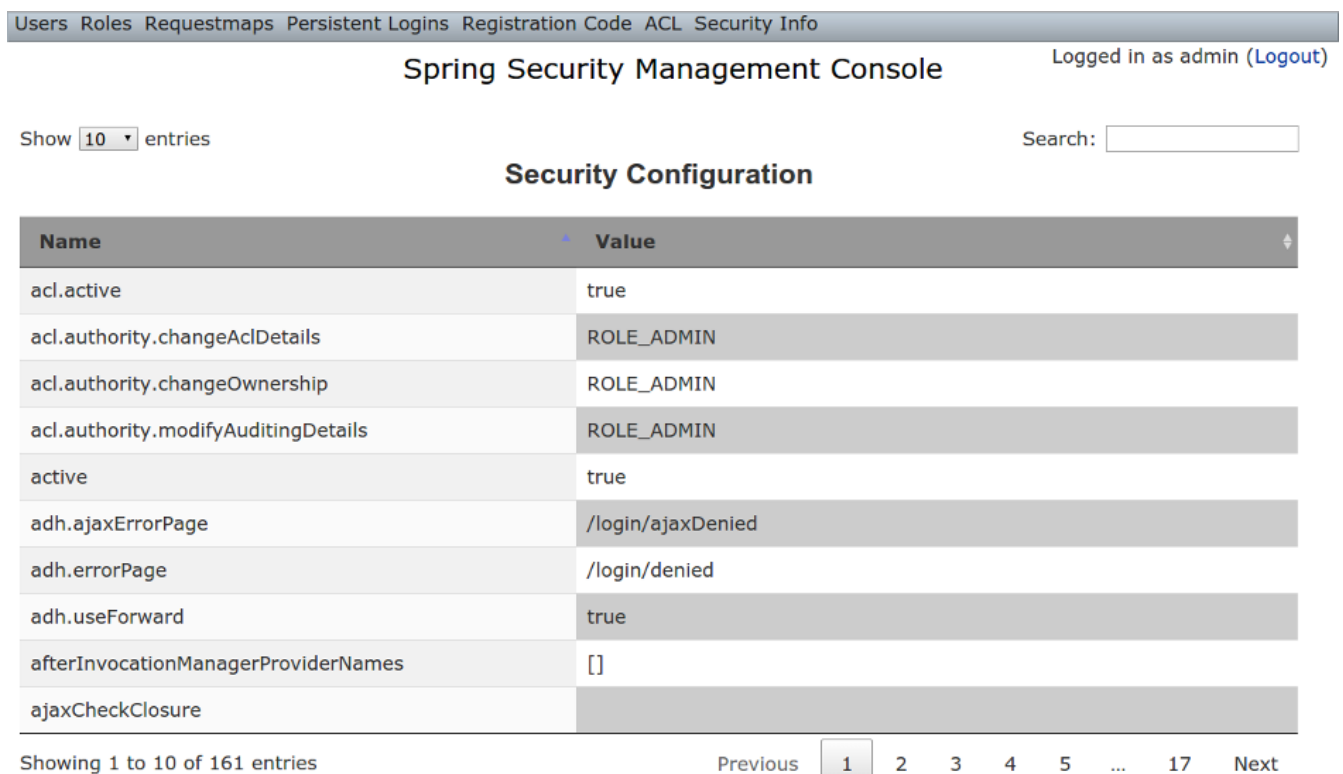 Users Roles Requestmaps Persistent Logins Registration Code ACL Security Info
Logged in as admin (Logout)
Spring Security Management Console
Show 10 entries
Search:
Security Configuration
Name Value
acl.active true
acl.authority.changeAclDetails ROLE_ADMIN
acl.authority.changeOwnership ROLE_ADMIN
acl.authority.modifyAuditingDetails ROLE_ADMIN
active true
adh.ajaxErrorPage /login/ajaxDenied
adh.errorPage /login/denied
adh.useForward true
afterInvocationManagerProviderNames []
ajaxCheckClosure
Showing 1 to 10 of 161 entries
Previous 1 2 3 4 5 ... 17 Next